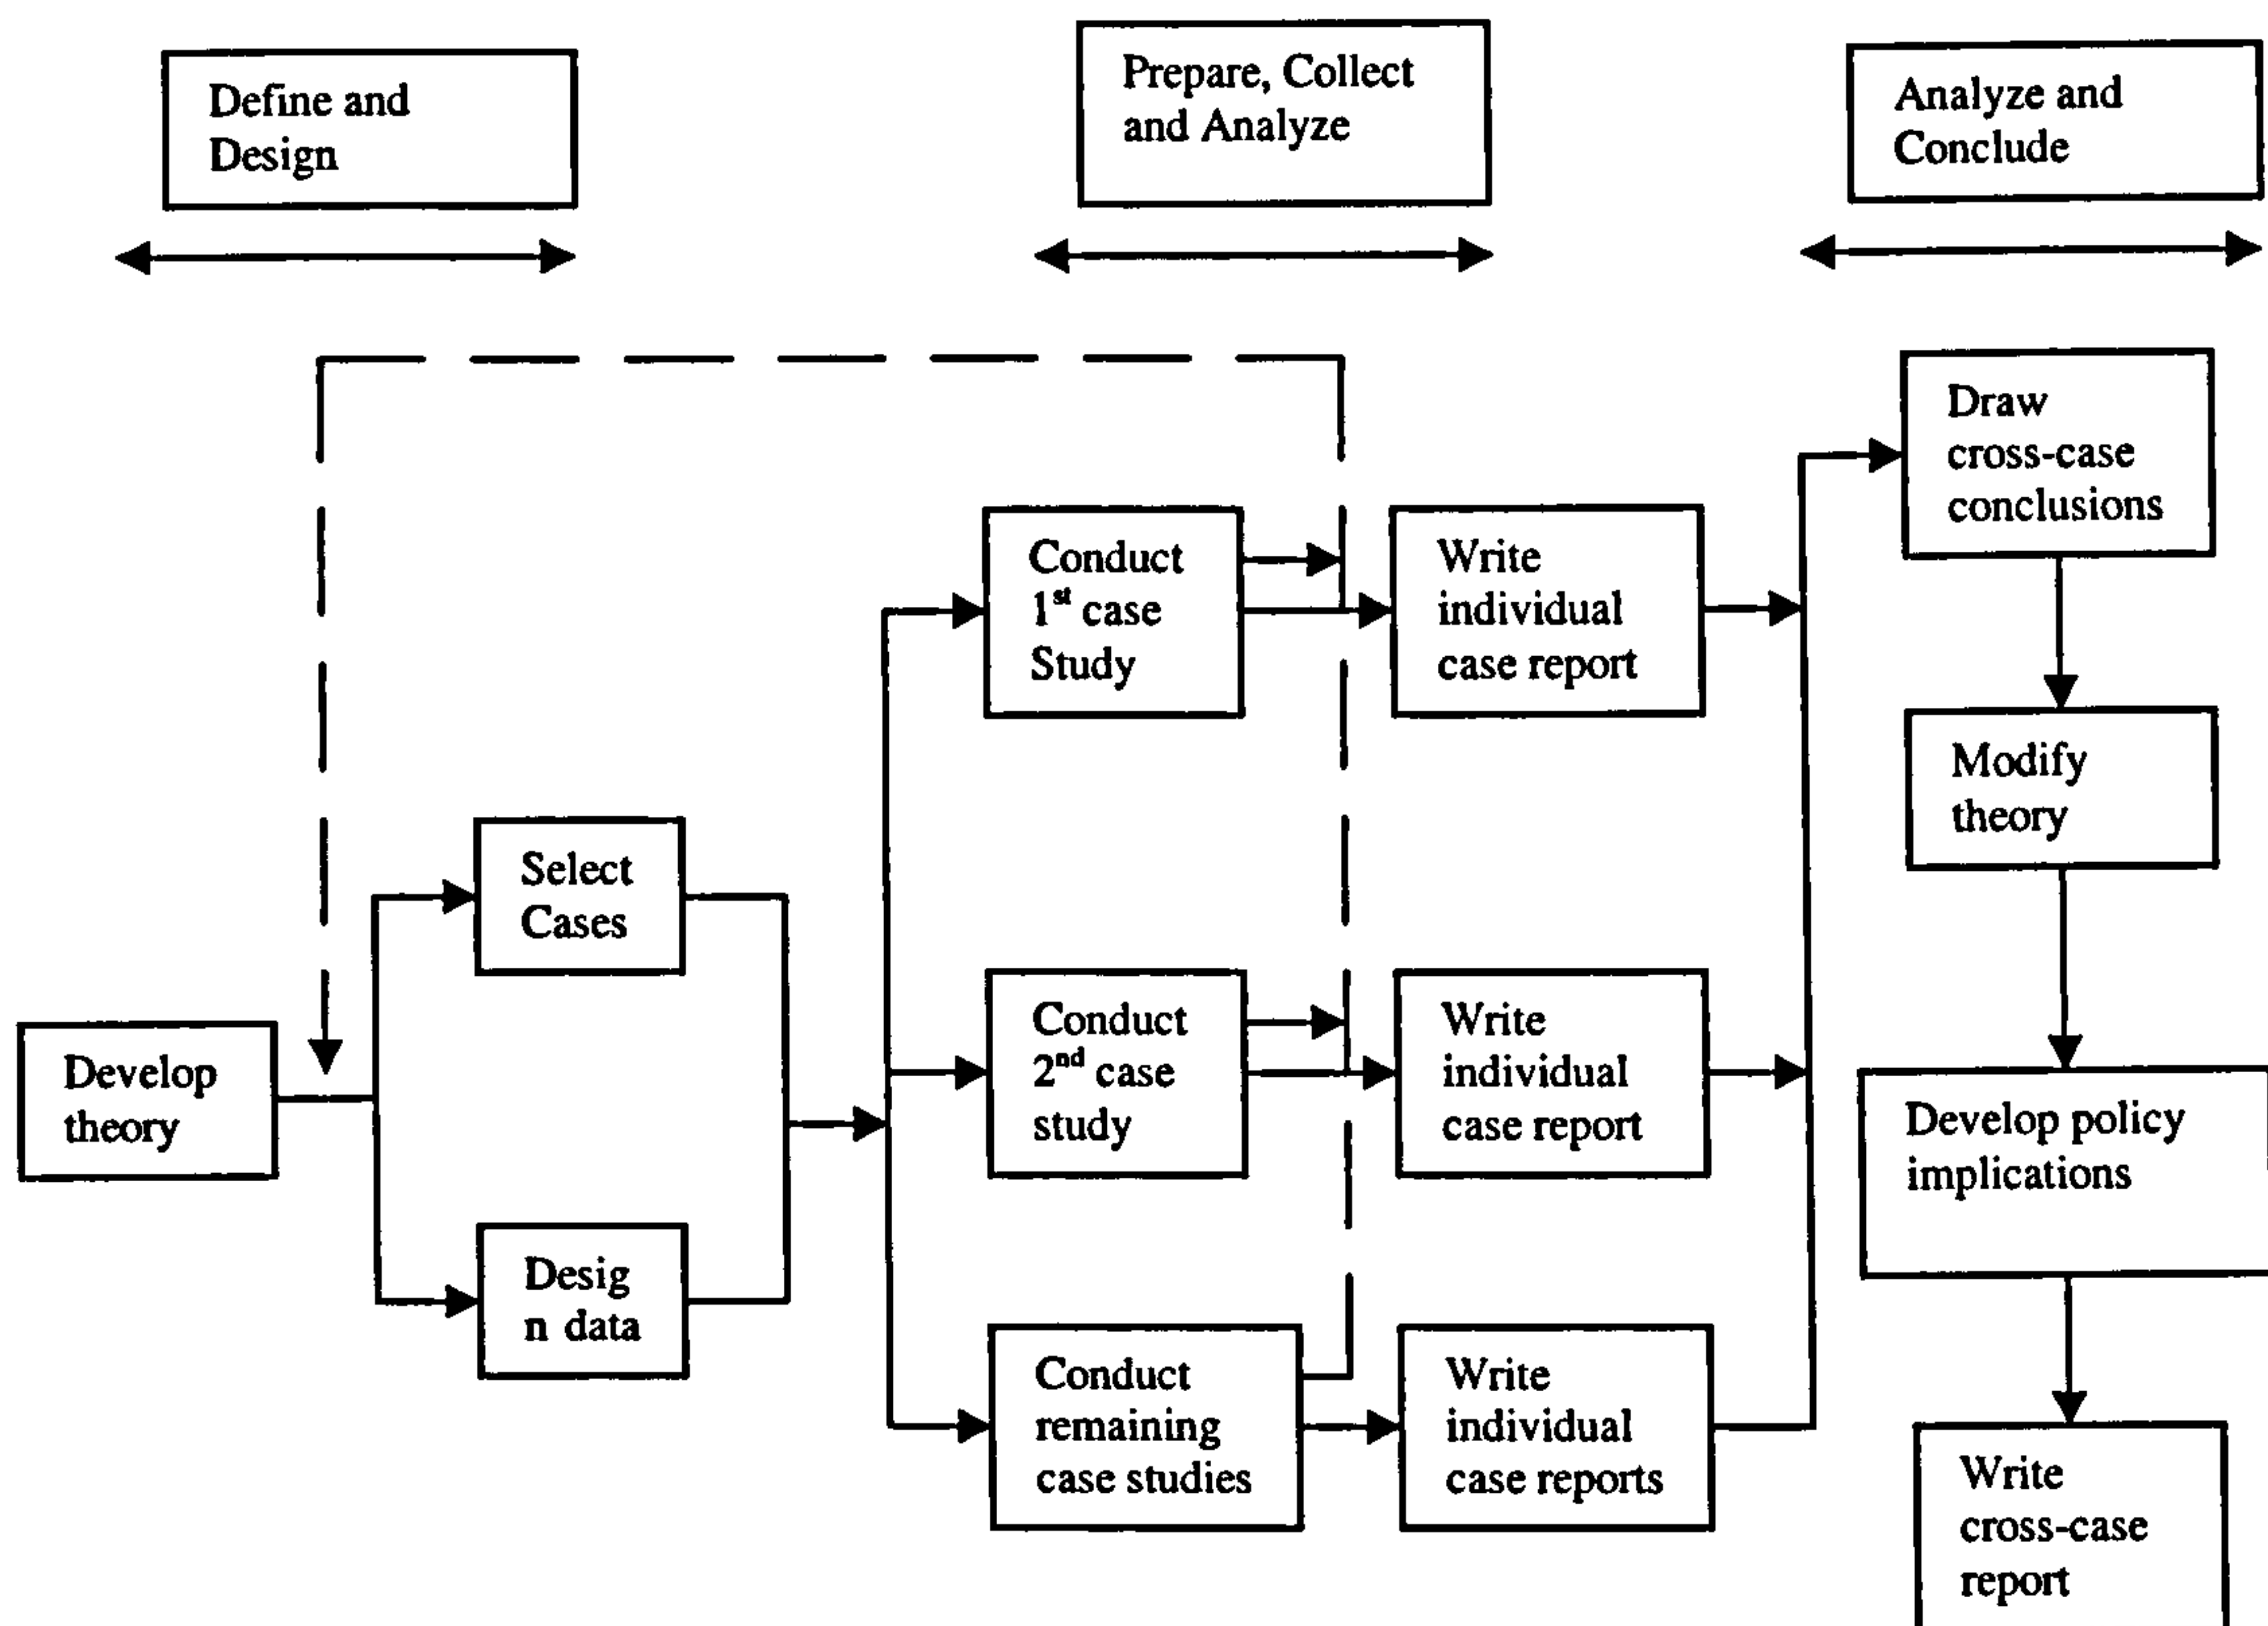 Define and
Design
Prepare, Collect
and Analyze
Analyze and
Conclude
Develop
theory
Select
Cases
Desig
n data
Conduct
1st case
Study
Conduct
2nd case
study
Conduct
remaining
case studies
Write
individual
case report
Write
individual
case report
Write
individual
case reports
Draw
cross-case
conclusions
Modify
theory
Develop policy
implications
Write
cross-case
report